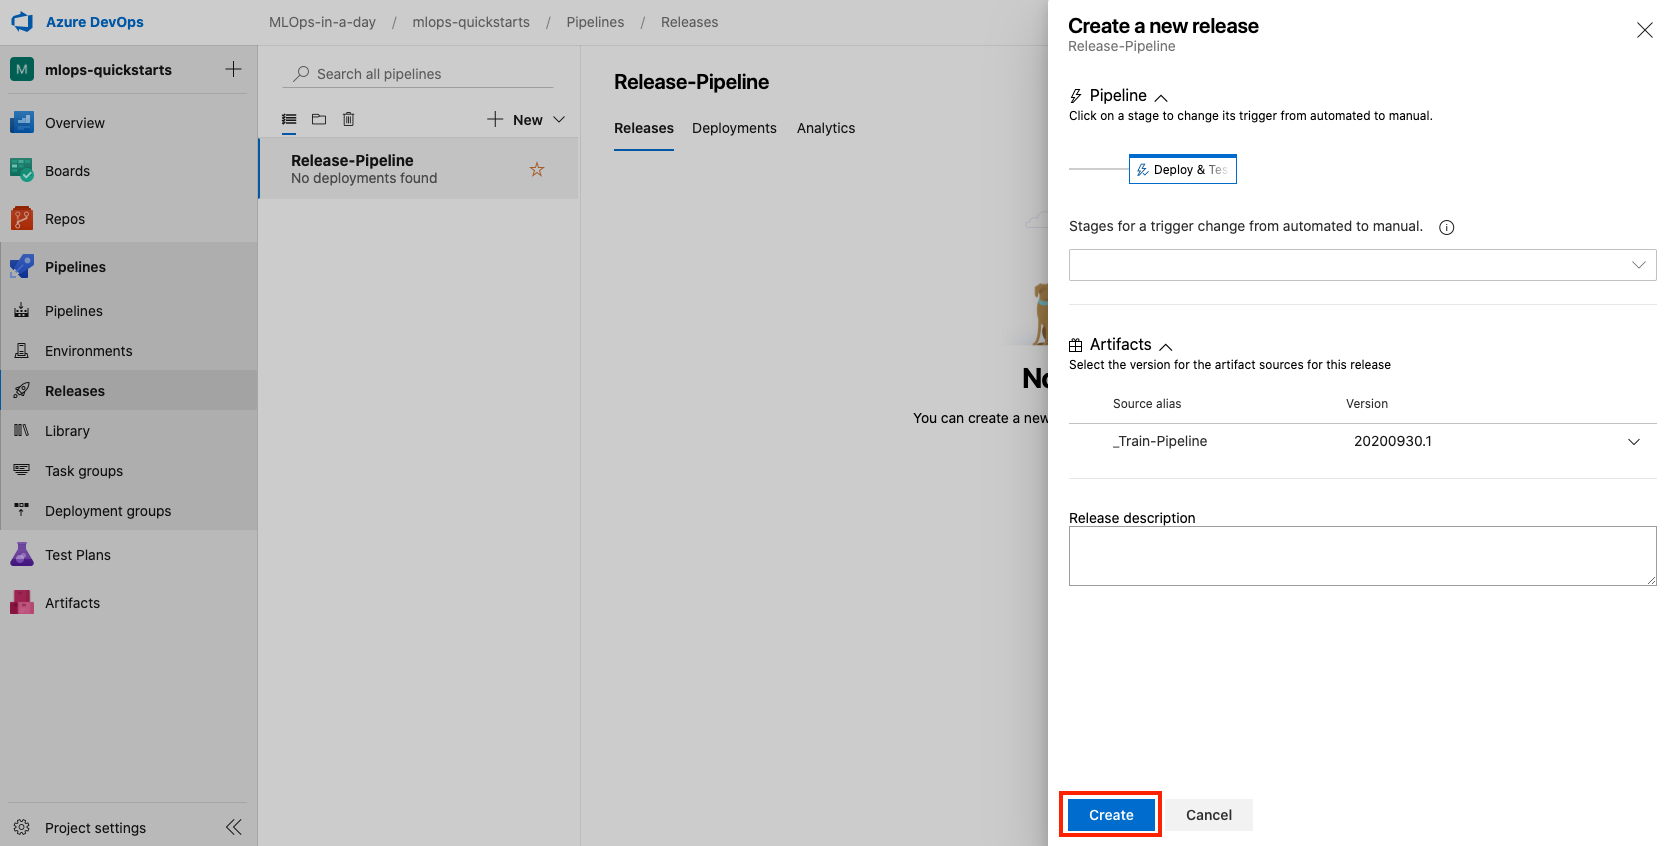 Azure DevOps
MLOps-in-a-day / mlops-quickstarts / Pipelines / Releases
M mlops-quickstarts
Overview
Boards
Repos
Pipelines
Pipelines
Environments
Releases
Library
Task groups
Deployment groups
Test Plans
Artifacts
Project settings
Search all pipelines
New
Release-Pipeline
No deployments found
Release-Pipeline
Releases Deployments Analytics
You can create a new
Create a new release
Release-Pipeline
Pipeline
Click on a stage to change its trigger from automated to manual.
Deploy & Tes
Stages for a trigger change from automated to manual.
Artifacts
Select the version for the artifact sources for this release
Source alias Version
_Train-Pipeline 20200930.1
Release description
Create Cancel